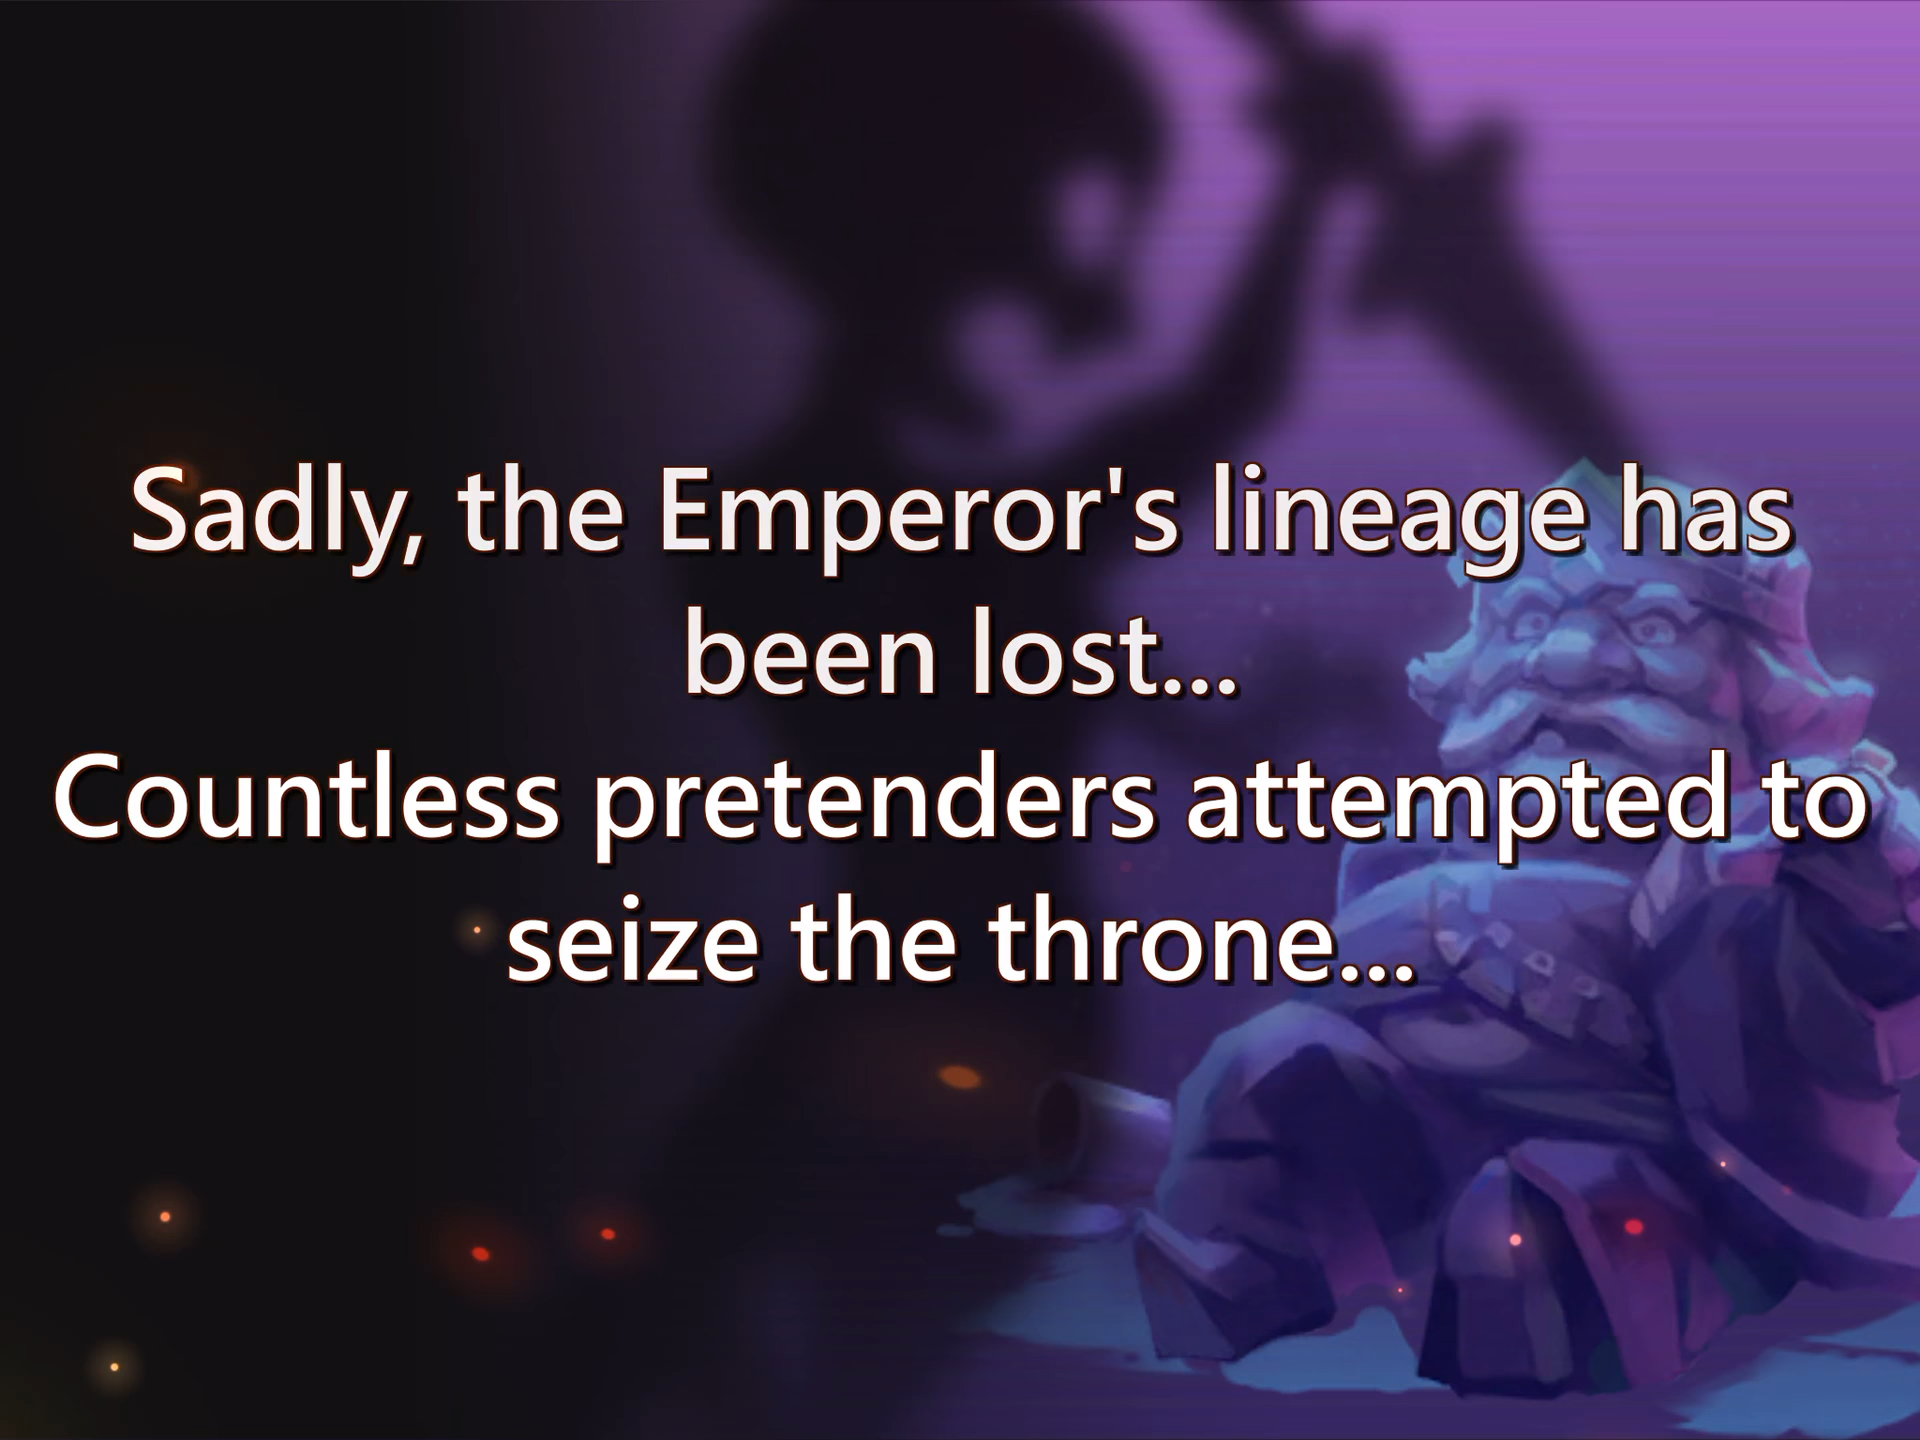 Sadly, the Emperor's lineage has
been lost...
Countless pretenders attempted to
seize the throne...